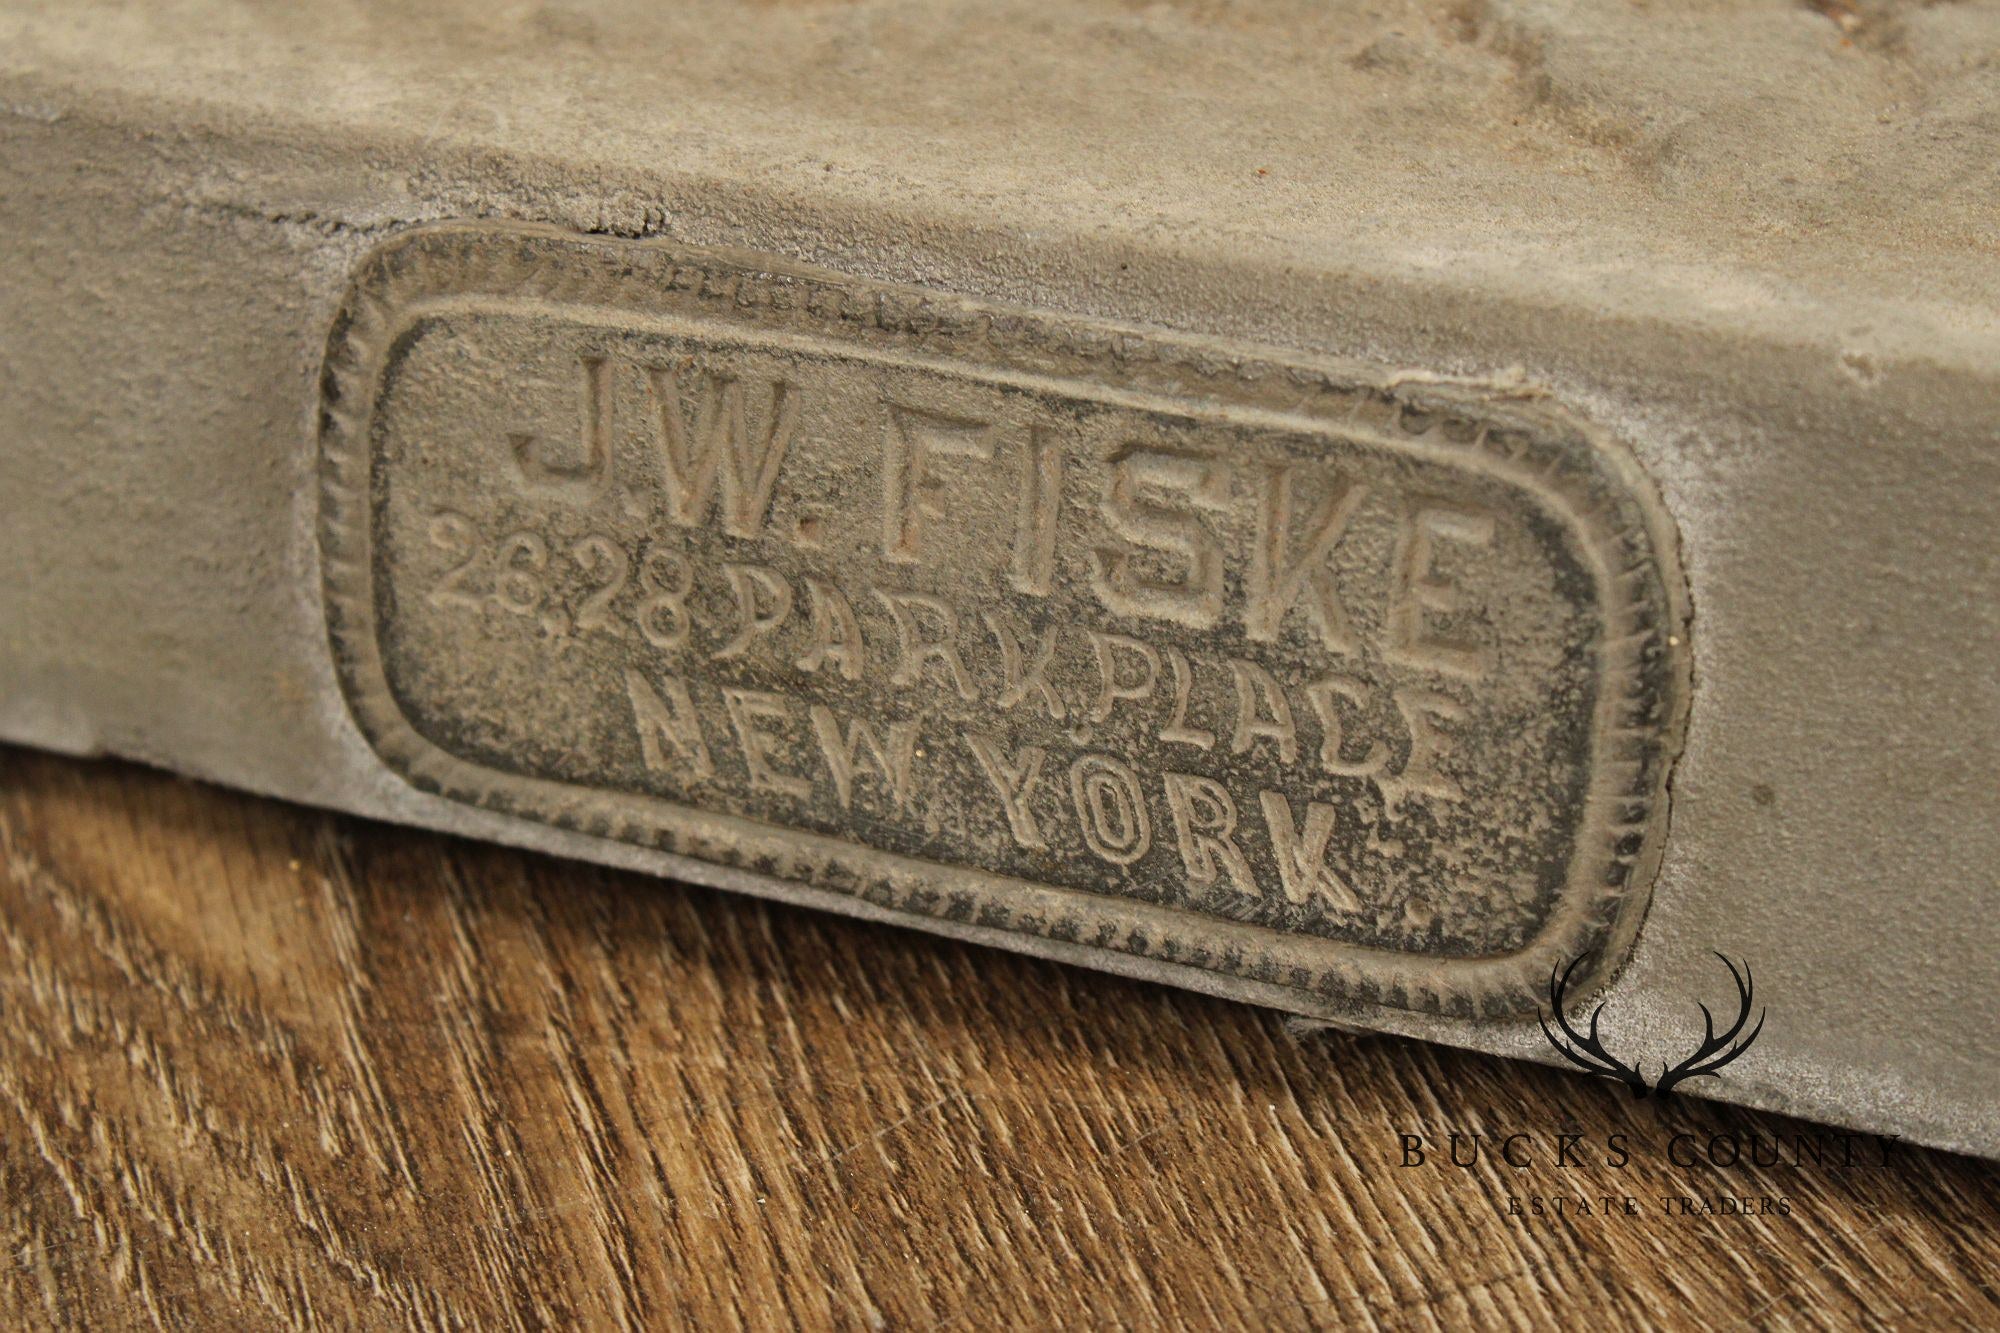 J.W. FISKE
26.28 PARK.PLACE
NEW YORK.
BUCKS COUNTY
ESTATE TRADERS